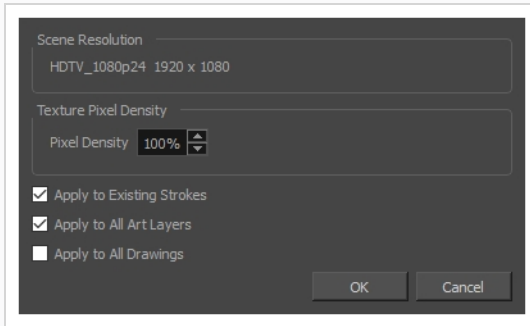 Scene Resolution
HDTV_1080p24 1920 x 1080
Texture Pixel Density
Pixel Density 100%
Apply to Existing Strokes
Apply to All Art Layers
Apply to All Drawings
OK Cancel